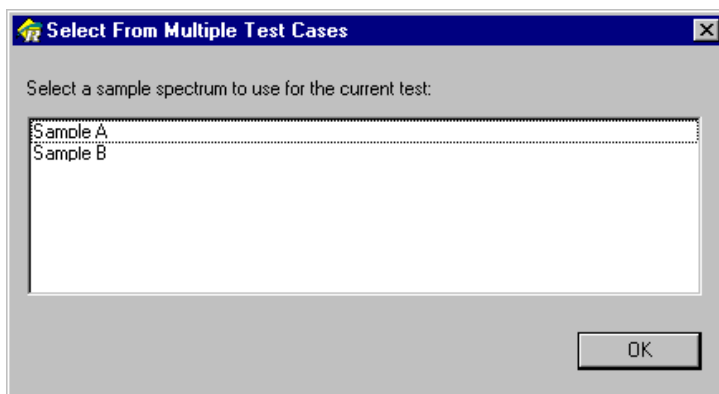 Select From Multiple Test Cases
Select a sample spectrum to use for the current test:
Sample A
Sample B
OK